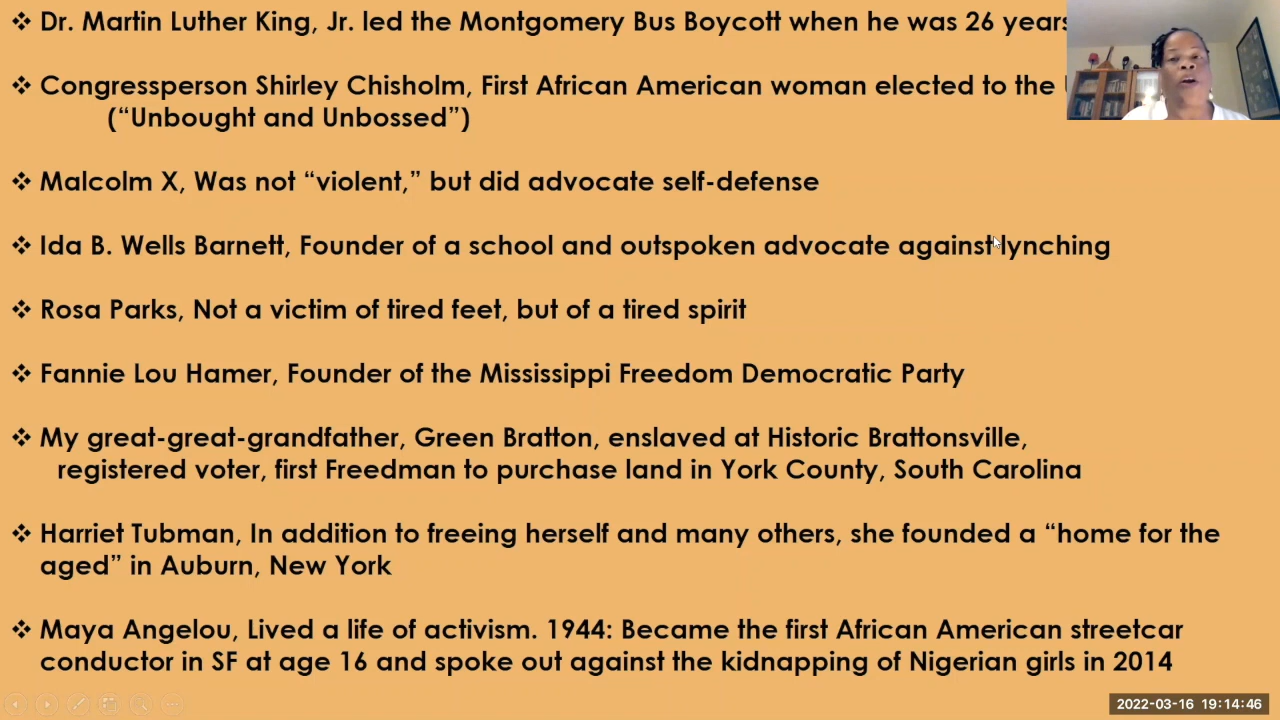 ❖ Dr. Martin Luther King, Jr. led the Montgomery Bus Boycott when he was 26 years
❖ Congressperson Shirley Chisholm, First African American woman elected to the
(“Unbought and Unbossed”)
❖ Malcolm X, Was not “violent,” but did advocate self-defense
❖ Ida B. Wells Barnett, Founder of a school and outspoken advocate against lynching
❖ Rosa Parks, Not a victim of tired feet, but of a tired spirit
❖ Fannie Lou Hamer, Founder of the Mississippi Freedom Democratic Party
❖ My great-great-grandfather, Green Bratton, enslaved at Historic Brattonsville,
registered voter, first Freedman to purchase land in York County, South Carolina
❖ Harriet Tubman, In addition to freeing herself and many others, she founded a “home for the
aged” in Auburn, New York
❖ Maya Angelou, Lived a life of activism. 1944: Became the first African American streetcar
conductor in SF at age 16 and spoke out against the kidnapping of Nigerian girls in 2014
2022-03-16 19:14:46